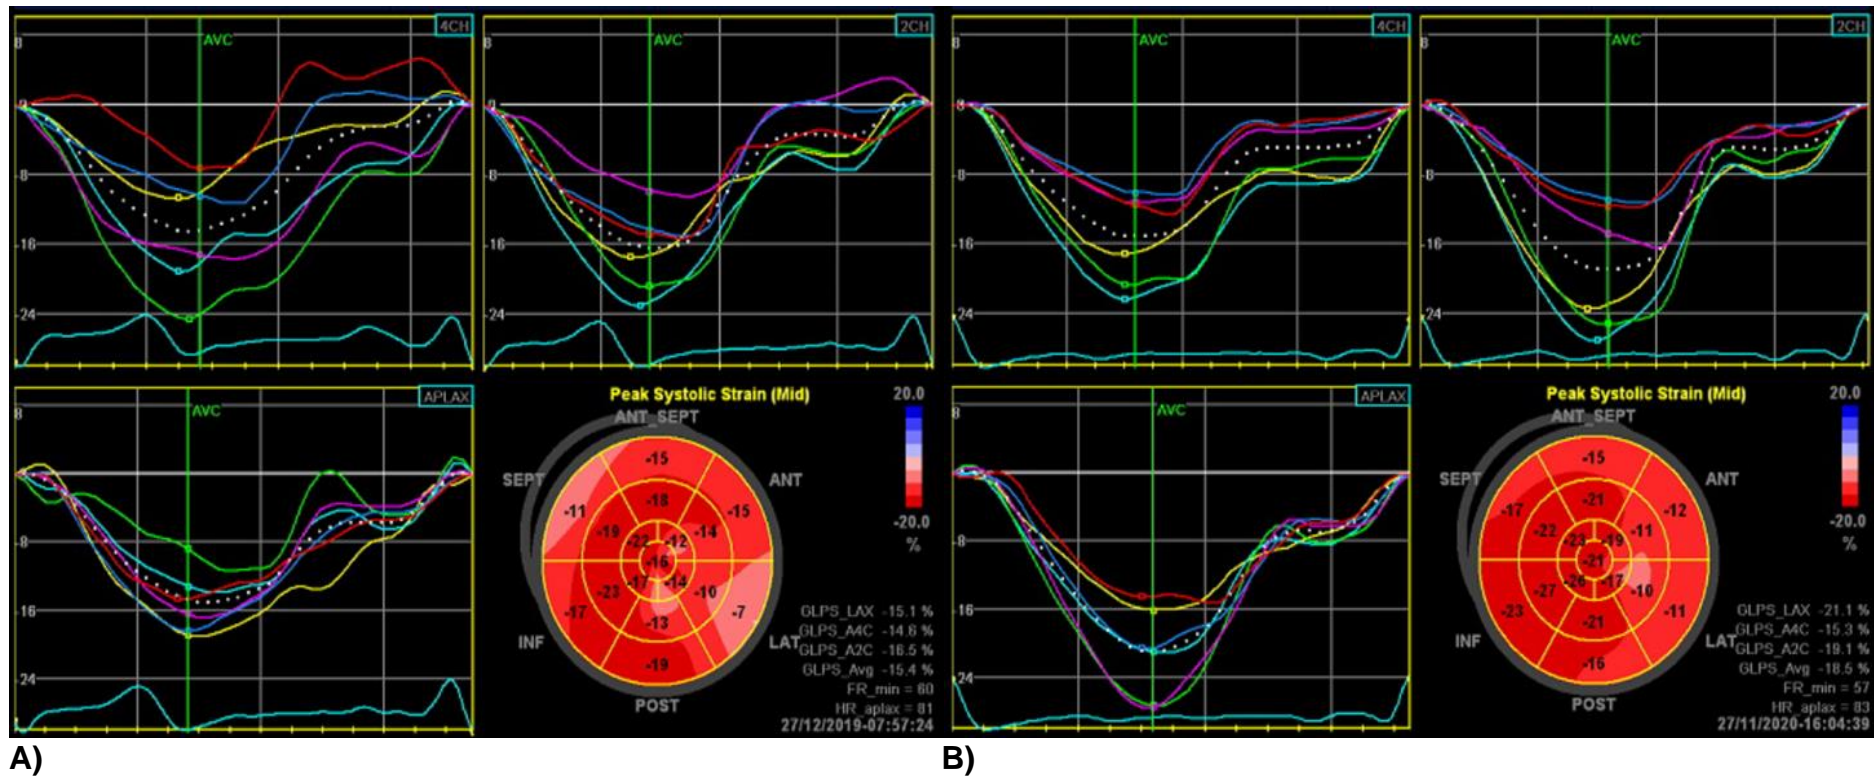 4CH
AVC
8
0
-8
-16
-24
2CH
AVC
8
0
-8
-16
-24
APLAX
AVC
8
-8
-16
-24
Peak Systolic Strain (Mid)
ANT_SEPT
20.0
-20.0
%
SEPT
ANT
INF
LAT
POST
-15
-11
-15
-18
-19
-14
-22
-12
-16
-17
-14
-23
-10
-17
-7
-13
-19
GLPS_LAX -15.1 %
GLPS_A4C -14.6 %
GLPS_A2C -16.5 %
GLPS_Avg -15.4 %
FR_min = 60
HR_aplax = 81
27/12/2019-07:57:24
A)
4CH
AVC
8
-8
-16
-24
2CH
AVC
8
-8
-16
-24
APLAX
AVC
8
-8
-16
-24
Peak Systolic Strain (Mid)
ANT_SEPT
20.0
-20.0
%
SEPT
ANT
INF
LAT
POST
-15
-17
-12
-21
-22
-11
-23
-19
-21
-26
-17
-27
-10
-23
-11
-21
-16
GLPS_LAX -21.1 %
GLPS_A4C -15.3 %
GLPS_A2C -19.1 %
GLPS_Avg -18.5 %
FR_min = 57
HR_aplax = 83
27/11/2020-16:04:39
B)